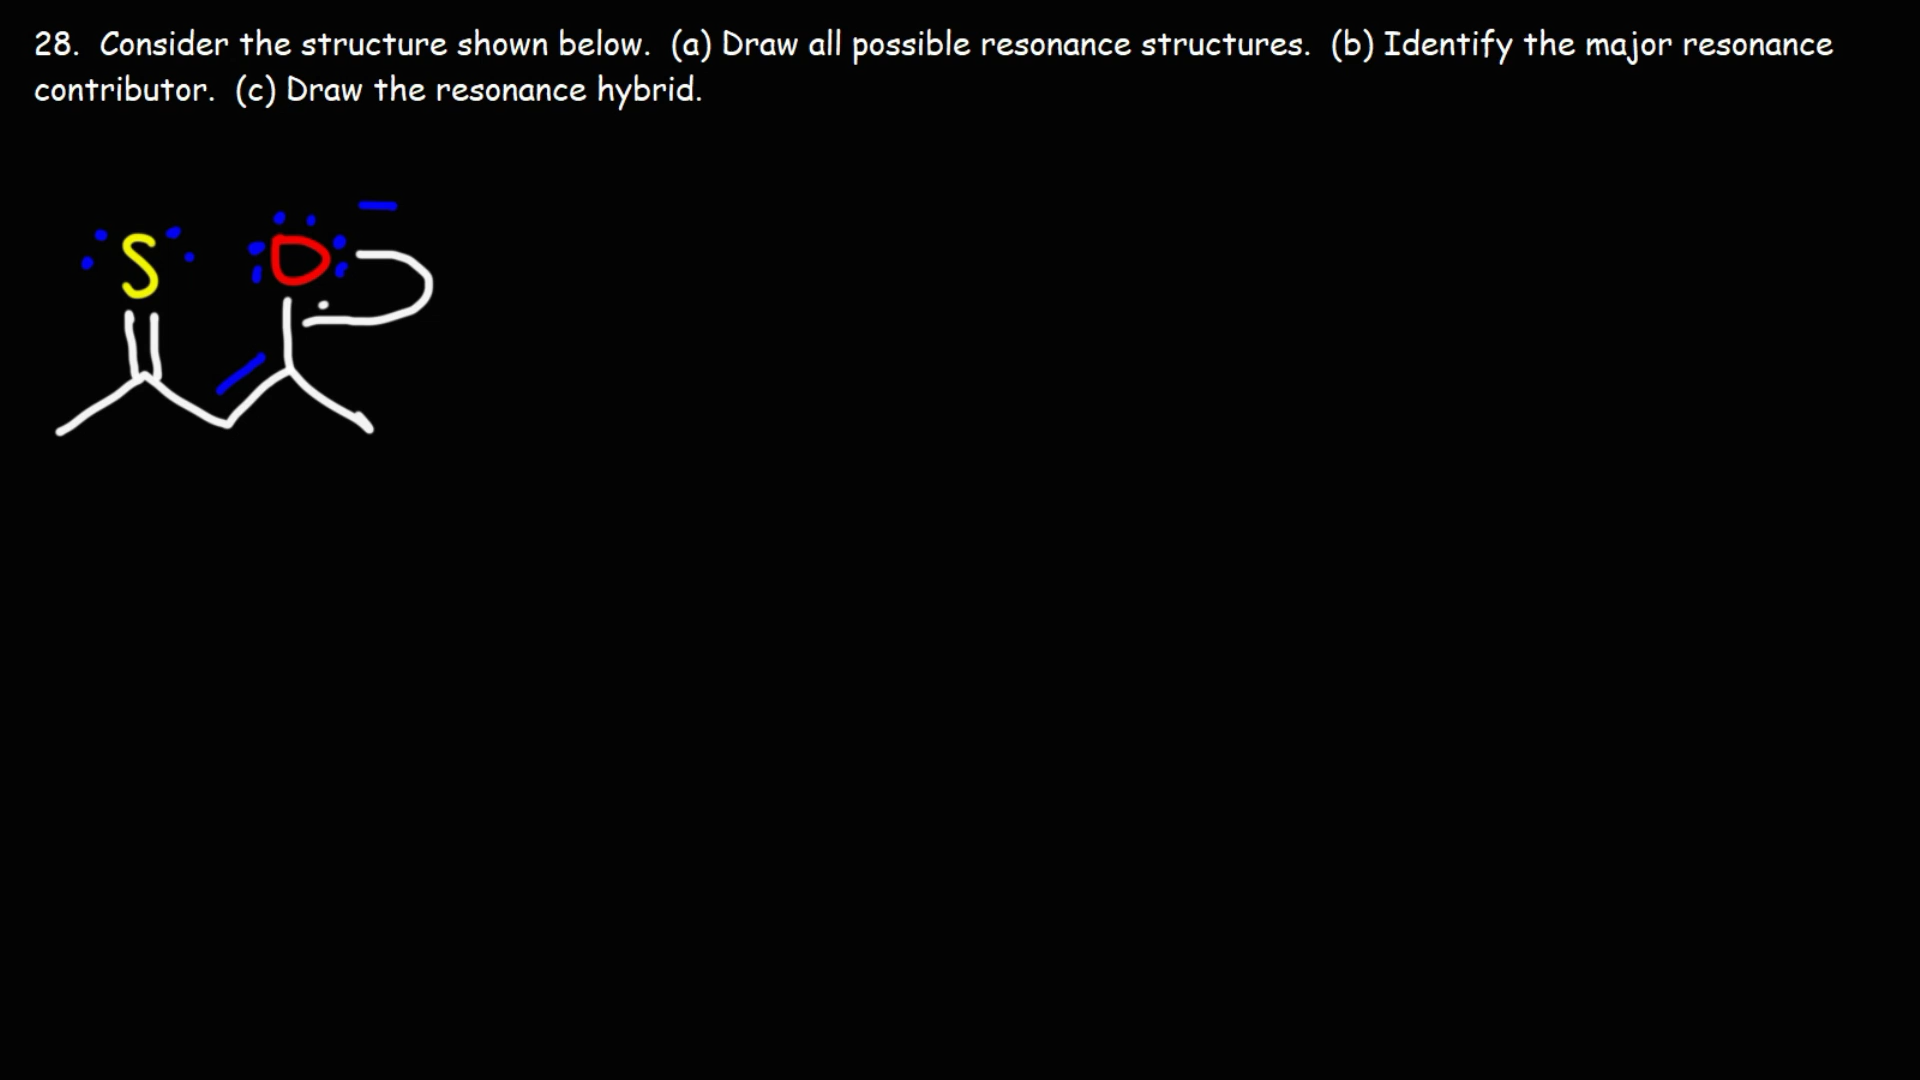 28. Consider the structure shown below. (a) Draw all possible resonance structures. (b) Identify the major resonance
contributor. (c) Draw the resonance hybrid.
S O –